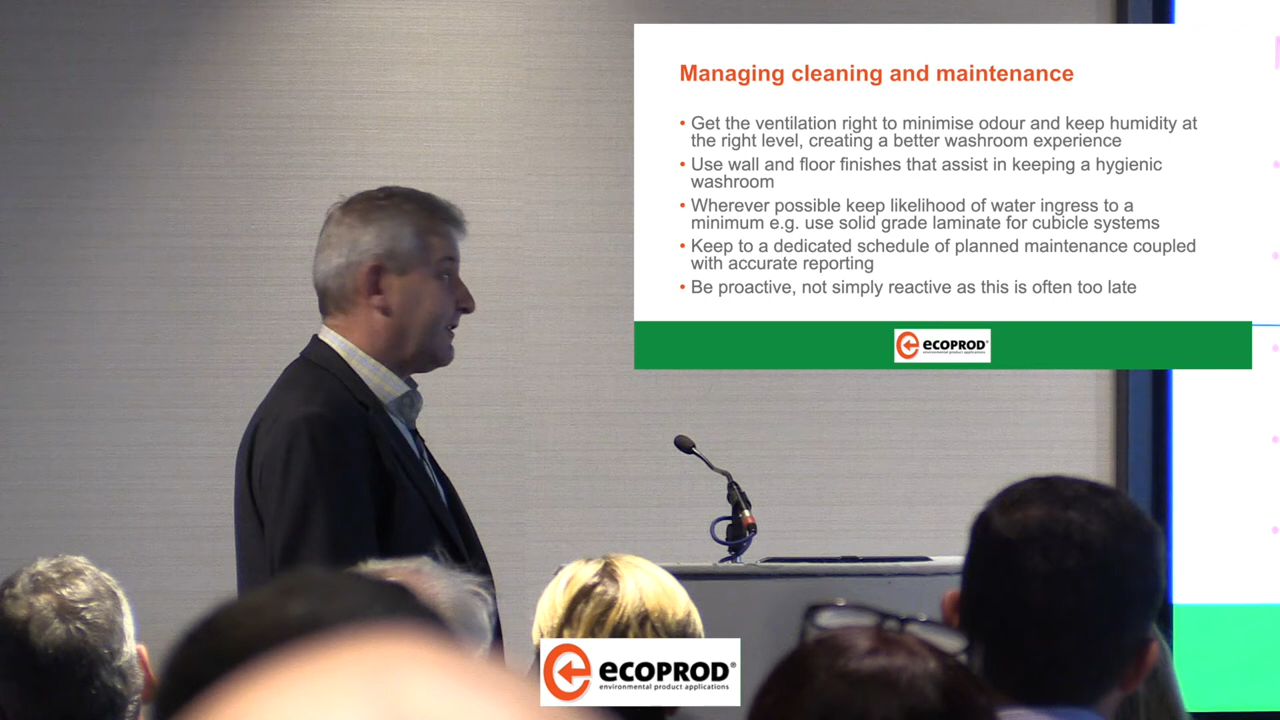 Managing cleaning and maintenance
• Get the ventilation right to minimise odour and keep humidity at
the right level, creating a better washroom experience
• Use wall and floor finishes that assist in keeping a hygienic
washroom
• Wherever possible keep likelihood of water ingress to a
minimum e.g. use solid grade laminate for cubicle systems
• Keep to a dedicated schedule of planned maintenance coupled
with accurate reporting
• Be proactive, not simply reactive as this is often too late
ecoprod®
environmental product applications
ecoprod®
environmental product applications